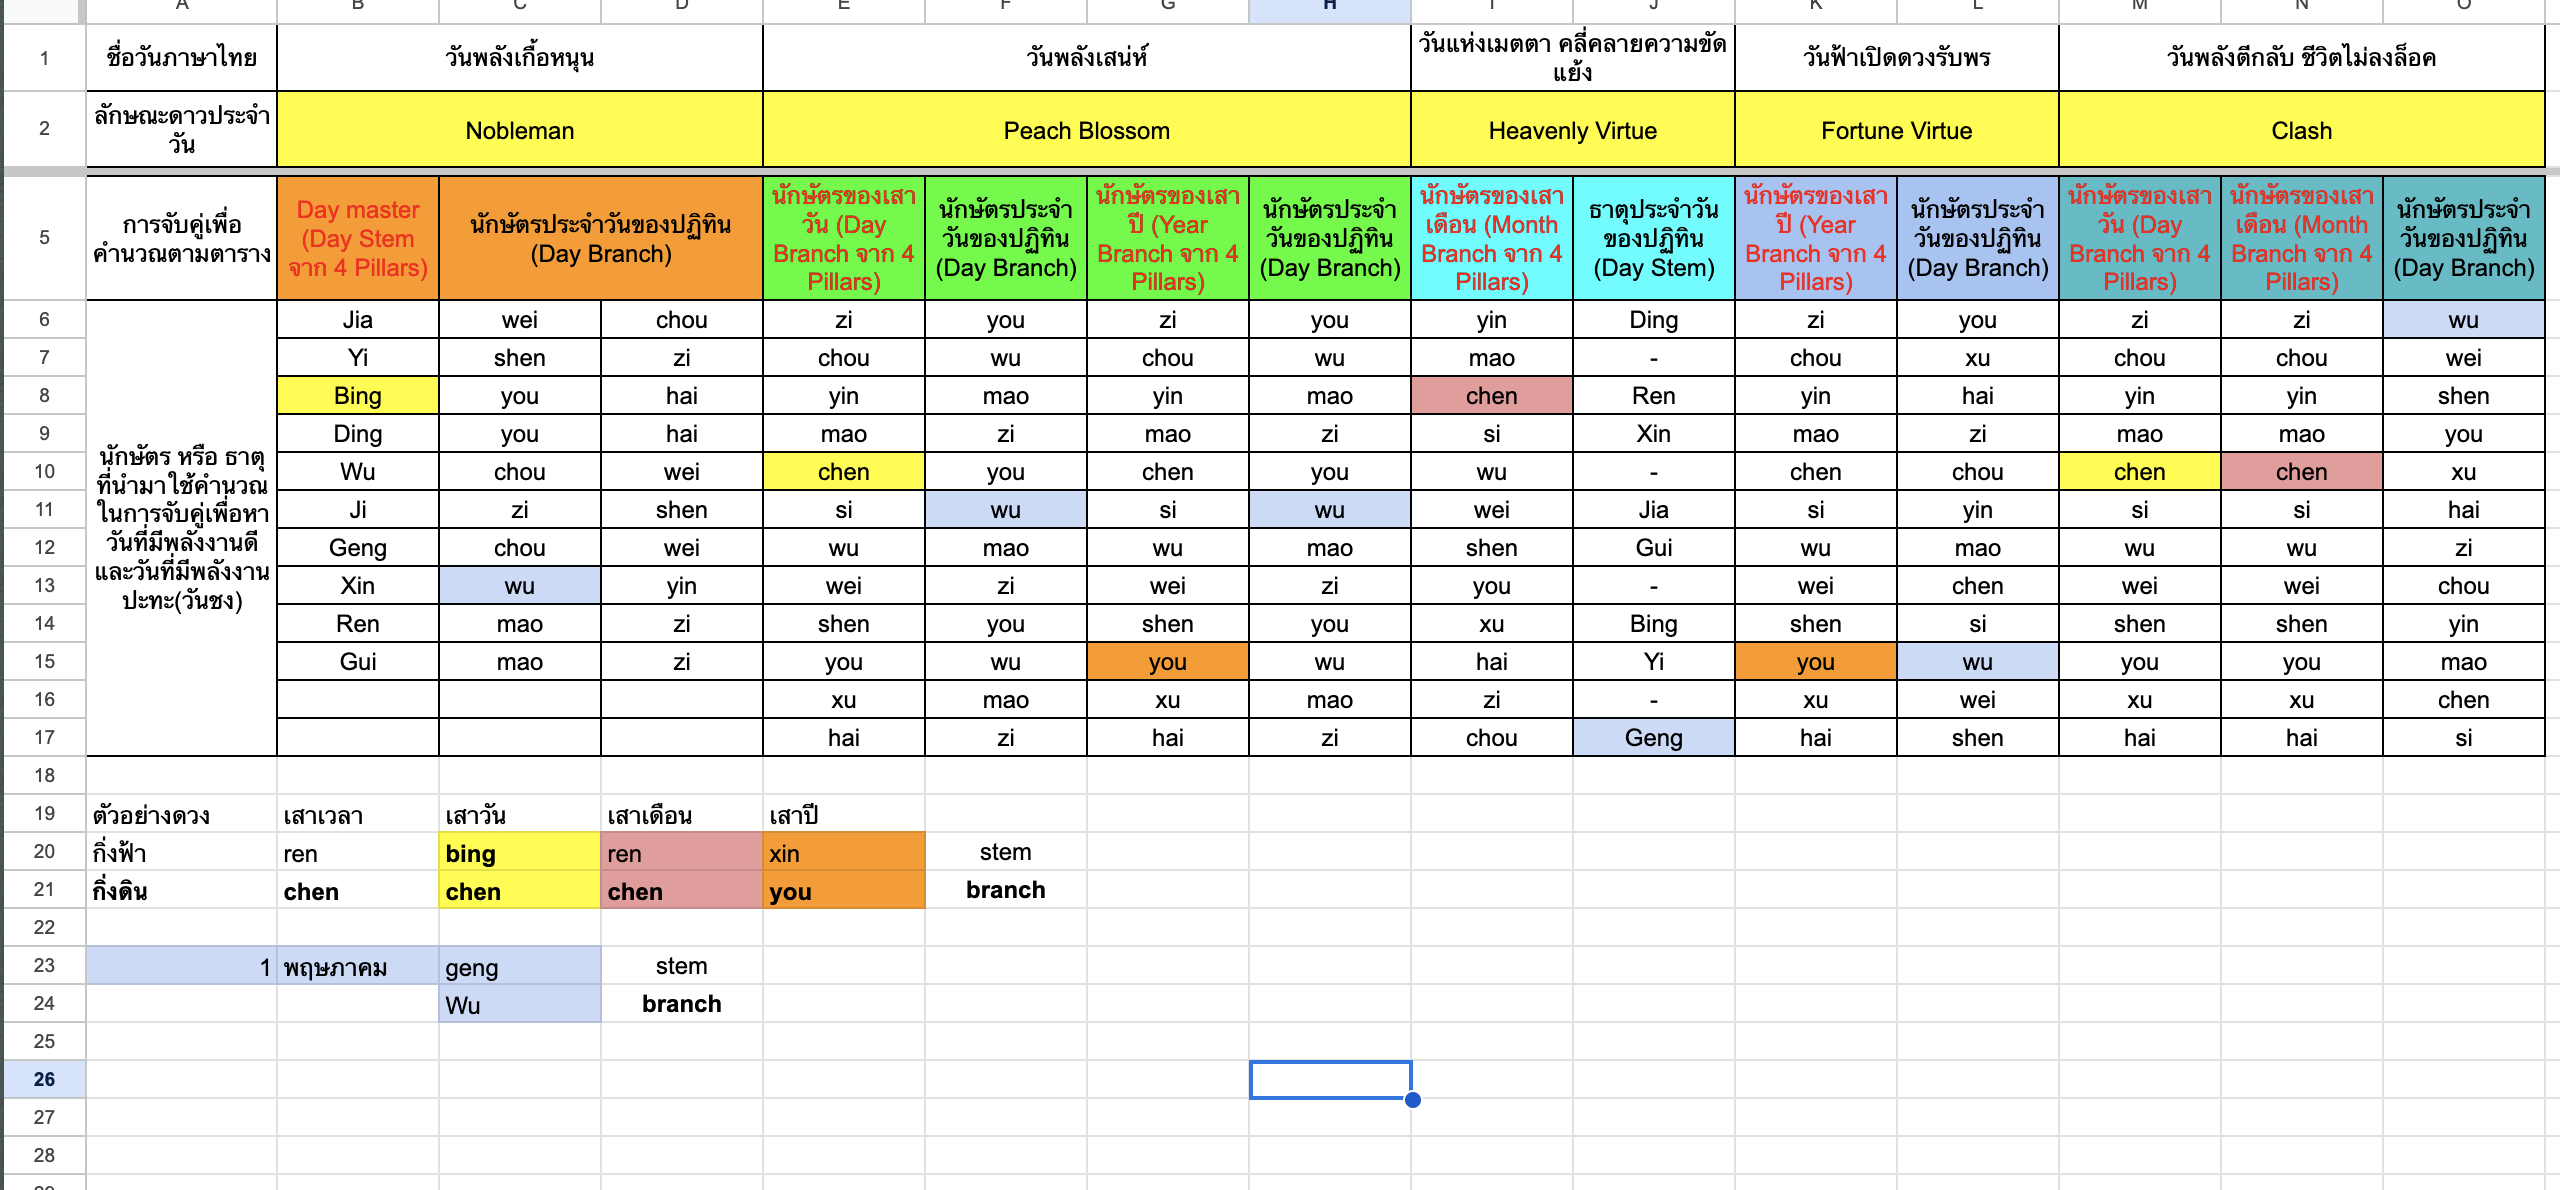 A B C D E F G H I J K L M N O
1 ชื่อวันภาษาไทย วันพลังเกื้อหนุน วันพลังเสน่ห์ วันแห่งเมตตา คลี่คลายความขัด
แย้ง วันฟ้าเปิดดวงรับพร วันพลังตีกลับ ชีวิตไม่ลงล็อค
2 ลักษณะดาวประจำ
วัน Nobleman Peach Blossom Heavenly Virtue Fortune Virtue Clash
5 การจับคู่เพื่อ
คำนวณตามตาราง
Day master
(Day Stem
จาก 4 Pillars)
นักษัตรประจำวันของปฏิทิน
(Day Branch)
นักษัตรของเสา
วัน (Day
Branch จาก 4
Pillars)
นักษัตรประจำ
วันของปฏิทิน
(Day Branch)
นักษัตรของเสา
ปี (Year
Branch จาก 4
Pillars)
นักษัตรประจำ
วันของปฏิทิน
(Day Branch)
นักษัตรของเสา
เดือน (Month
Branch จาก 4
Pillars)
ธาตุประจำวัน
ของปฏิทิน
(Day Stem)
นักษัตรของเสา
ปี (Year
Branch จาก 4
Pillars)
นักษัตรประจำ
วันของปฏิทิน
(Day Branch)
นักษัตรของเสา
วัน (Day
Branch จาก 4
Pillars)
นักษัตรของเสา
เดือน (Month
Branch จาก 4
Pillars)
นักษัตรประจำ
วันของปฏิทิน
(Day Branch)
นักษัตร หรือ ธาตุ
ที่นำมาใช้คำนวณ
ในการจับคู่เพื่อหา
วันที่มีพลังงานดี
และวันที่มีพลังงาน
ปะทะ(วันชง)
6 Jia wei chou zi you zi you yin Ding zi you zi zi wu
7 Yi shen zi chou wu chou wu mao - chou xu chou chou wei
8 Bing you hai yin mao yin mao chen Ren yin hai yin yin shen
9 Ding you hai mao zi mao zi si Xin mao zi mao mao you
10 Wu chou wei chen you chen you wu - chen chou chen chen xu
11 Ji zi shen si wu si wu wei Jia si yin si si hai
12 Geng chou wei wu mao wu mao shen Gui wu mao wu wu zi
13 Xin wu yin wei zi wei zi you - wei chen wei wei chou
14 Ren mao zi shen you shen you xu Bing shen si shen shen yin
15 Gui mao zi you wu you wu hai Yi you wu you you mao
16 xu mao xu mao zi - xu wei xu xu chen
17 hai zi hai zi chou Geng hai shen hai hai si
18
19 ตัวอย่างดวง เสาเวลา เสาวัน เสาเดือน เสาปี
20 กิ่งฟ้า ren bing ren xin stem
21 กิ่งดิน chen chen chen you branch
22
23 1 พฤษภาคม geng stem
24 Wu branch
25
26
27
28
29